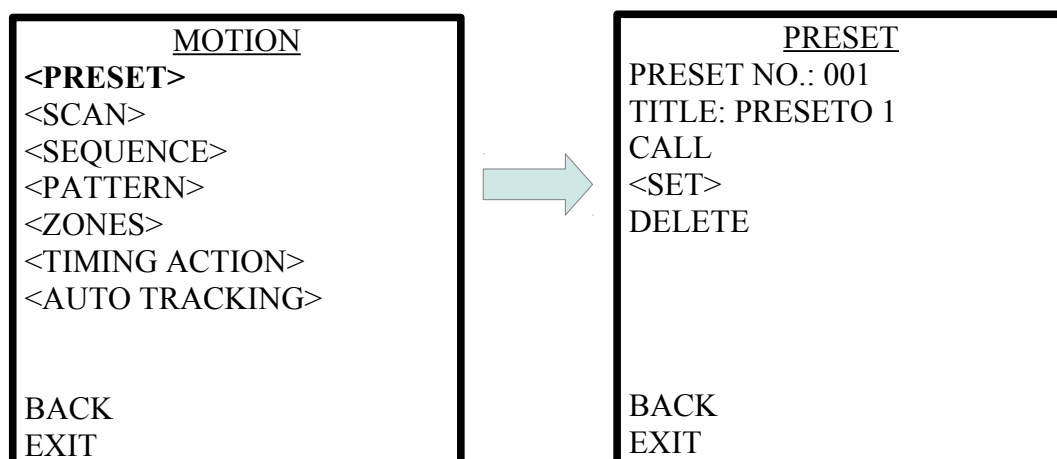 MOTION
<PRESET>
<SCAN>
<SEQUENCE>
<PATTERN>
<ZONES>
<TIMING ACTION>
<AUTO TRACKING>
BACK
EXIT
PRESET
PRESET NO.: 001
TITLE: PRESETO 1
CALL
<SET>
DELETE
BACK
EXIT